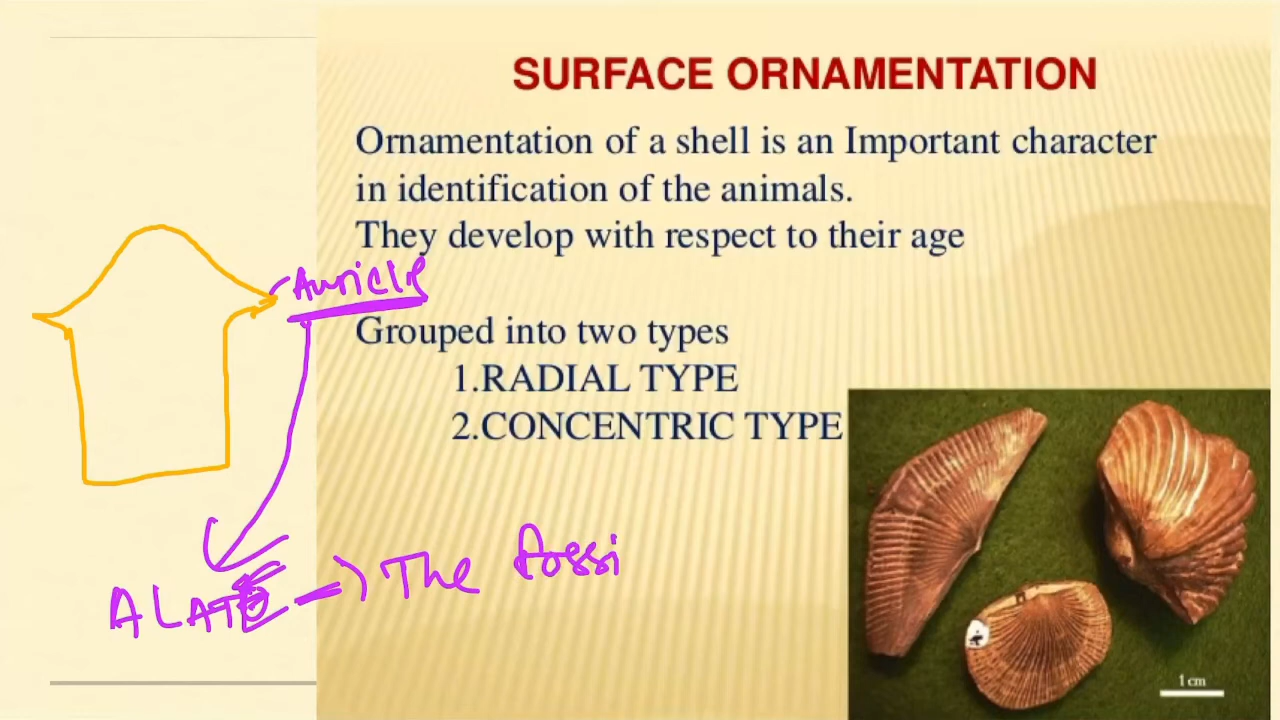 SURFACE ORNAMENTATION
Ornamentation of a shell is an Important character
in identification of the animals.
They develop with respect to their age
Auricle
Grouped into two types
1.RADIAL TYPE
2.CONCENTRIC TYPE
ALATE → The fossi
1 cm